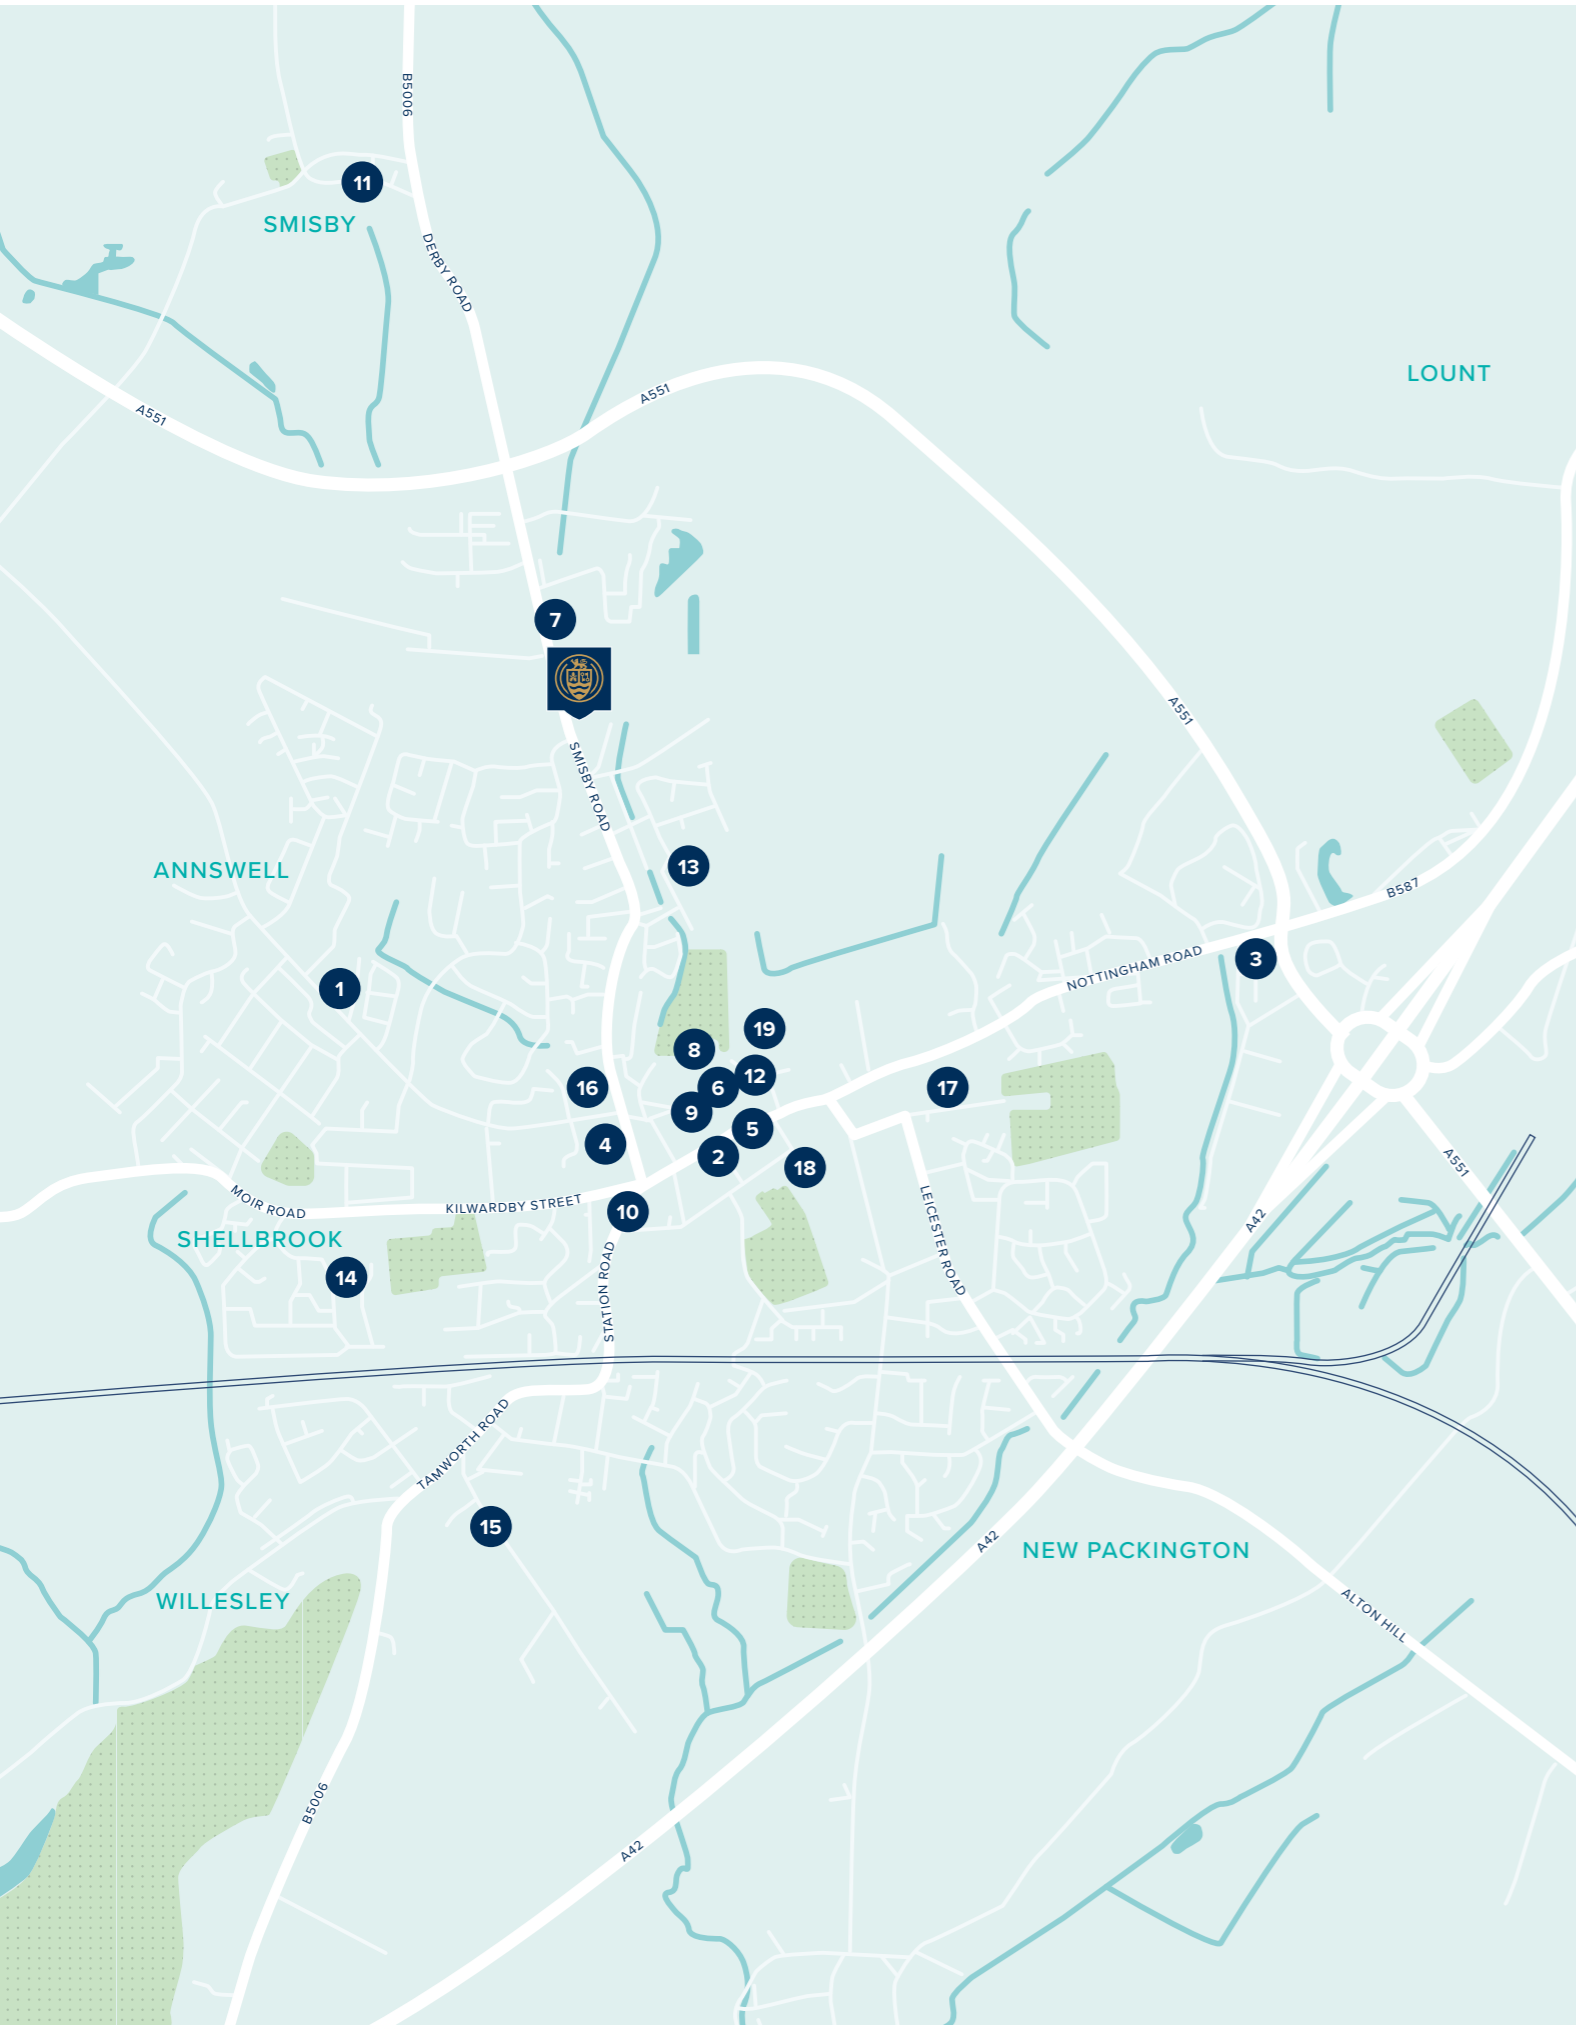 B5006
11
SMISBY
DERBY ROAD
LOUNT
A551
A551
7
A551
SMISBY ROAD
13
ANNSWELL
B587
NOTTINGHAM ROAD
3
1
19
8
12
16
6
17
9
5
4
2
18
A551
MOIR ROAD
KILWARDBY STREET
10
A42
SHELLBROOK
LEICESTER ROAD
14
STATION ROAD
TAMWORTH ROAD
15
A42
NEW PACKINGTON
WILLESLEY
ALTON HILL
B5006
A42